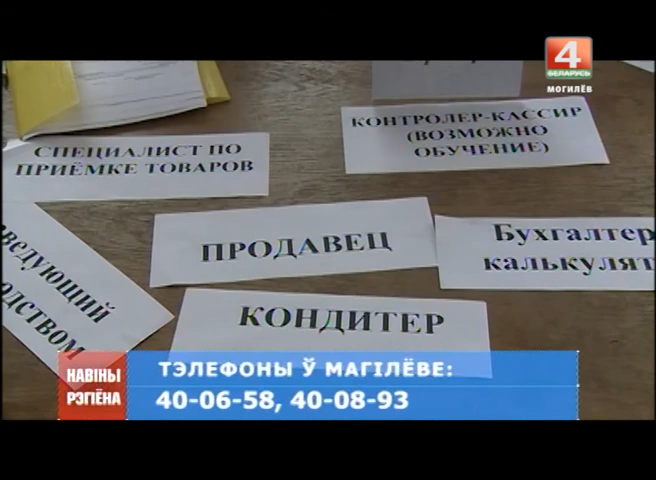 4
БЕЛАРУСЬ
МОГИЛЁВ
КОНТРОЛЕР-КАССИР
(ВОЗМОЖНО
ОБУЧЕНИЕ)
СПЕЦИАЛИСТ ПО
ПРИЁМКЕ ТОВАРОВ
ПРОДАВЕЦ
Бухгалтер
калькулят
ведующий
одством
КОНДИТЕР
НАВІНЫ
РЭГІЁНА
ТЭЛЕФОНЫ Ў МАГІЛЁВЕ:
40-06-58, 40-08-93